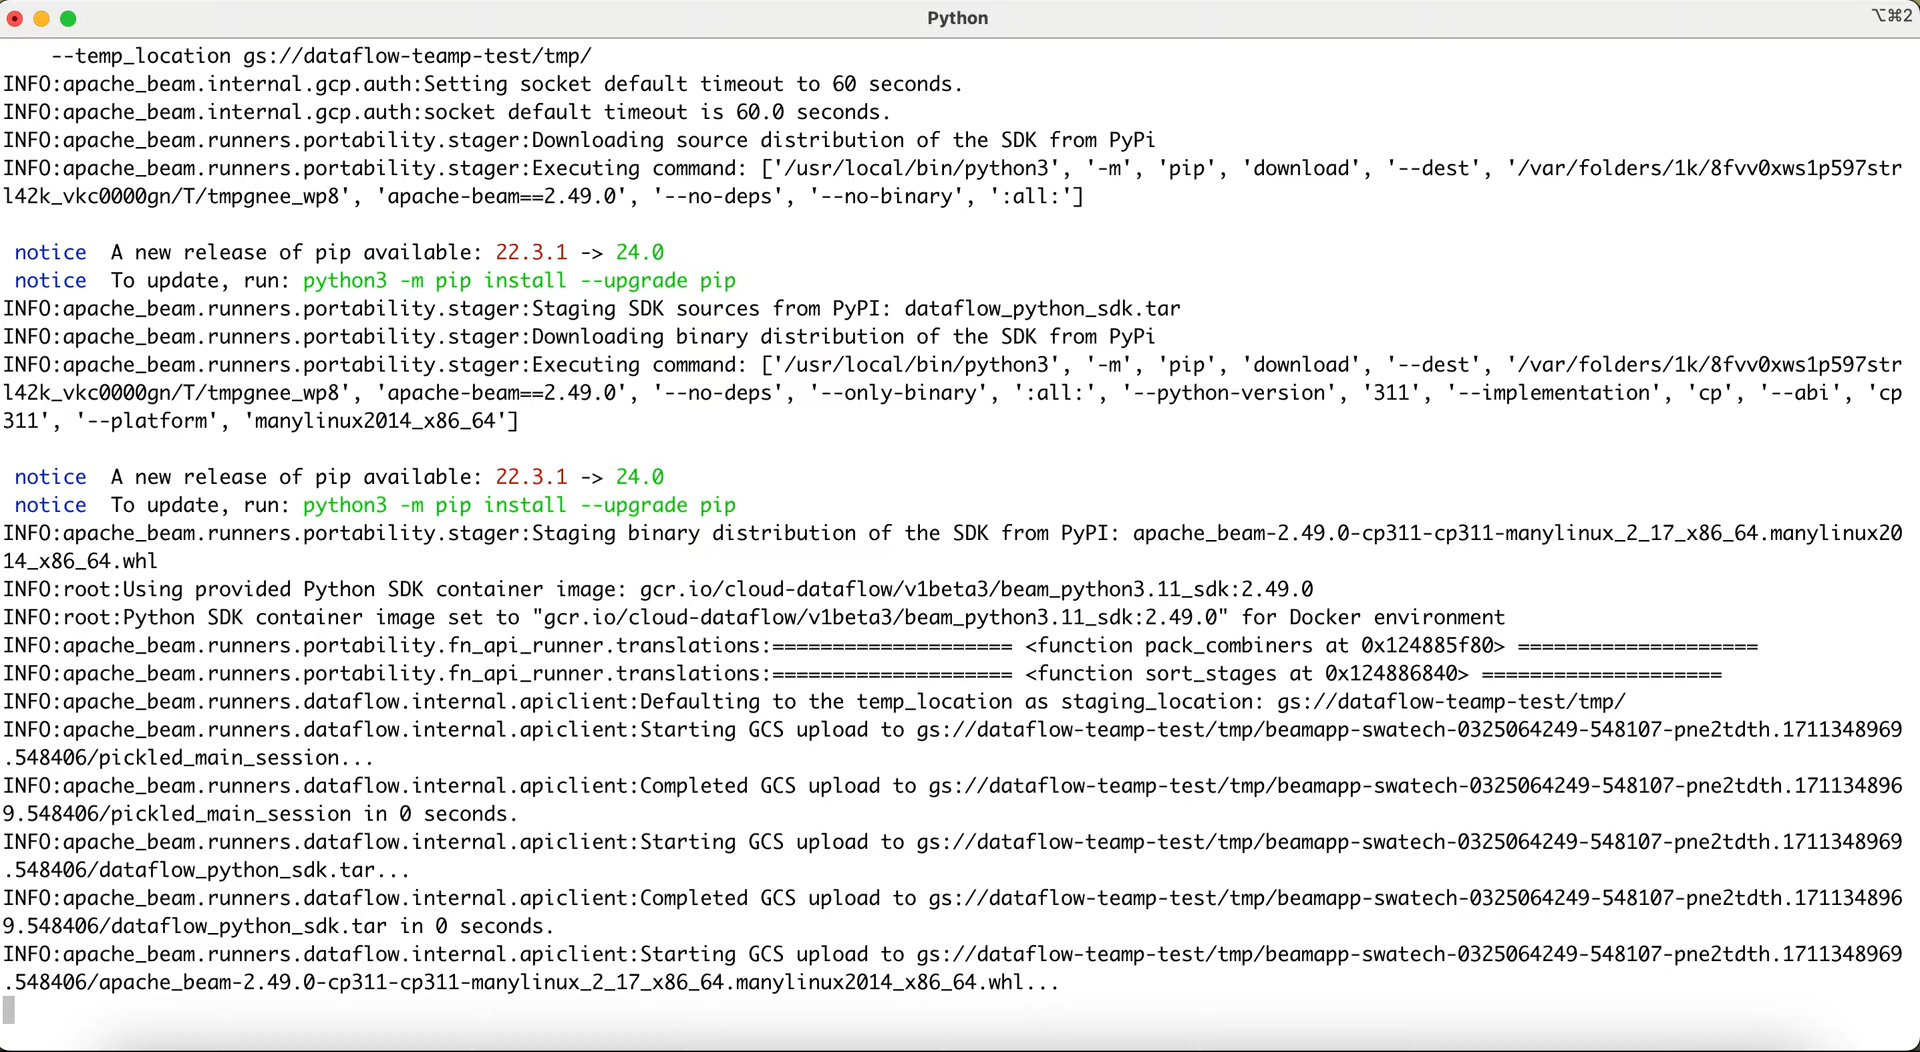 Python
⌥⌘2
--temp_location gs://dataflow-teamp-test/tmp/
INFO:apache_beam.internal.gcp.auth:Setting socket default timeout to 60 seconds.
INFO:apache_beam.internal.gcp.auth:socket default timeout is 60.0 seconds.
INFO:apache_beam.runners.portability.stager:Downloading source distribution of the SDK from PyPi
INFO:apache_beam.runners.portability.stager:Executing command: ['/usr/local/bin/python3', '-m', 'pip', 'download', '--dest', '/var/folders/1k/8fvv0xws1p597str
l42k_vkc0000gn/T/tmpgnee_wp8', 'apache-beam==2.49.0', '--no-deps', '--no-binary', ':all:']
notice A new release of pip available: 22.3.1 -> 24.0
notice To update, run: python3 -m pip install --upgrade pip
INFO:apache_beam.runners.portability.stager:Staging SDK sources from PyPI: dataflow_python_sdk.tar
INFO:apache_beam.runners.portability.stager:Downloading binary distribution of the SDK from PyPi
INFO:apache_beam.runners.portability.stager:Executing command: ['/usr/local/bin/python3', '-m', 'pip', 'download', '--dest', '/var/folders/1k/8fvv0xws1p597str
l42k_vkc0000gn/T/tmpgnee_wp8', 'apache-beam==2.49.0', '--no-deps', '--only-binary', ':all:', '--python-version', '311', '--implementation', 'cp', '--abi', 'cp
311', '--platform', 'manylinux2014_x86_64']
notice A new release of pip available: 22.3.1 -> 24.0
notice To update, run: python3 -m pip install --upgrade pip
INFO:apache_beam.runners.portability.stager:Staging binary distribution of the SDK from PyPI: apache_beam-2.49.0-cp311-cp311-manylinux_2_17_x86_64.manylinux20
14_x86_64.whl
INFO:root:Using provided Python SDK container image: gcr.io/cloud-dataflow/v1beta3/beam_python3.11_sdk:2.49.0
INFO:root:Python SDK container image set to "gcr.io/cloud-dataflow/v1beta3/beam_python3.11_sdk:2.49.0" for Docker environment
INFO:apache_beam.runners.portability.fn_api_runner.translations:==================== <function pack_combiners at 0x124885f80> ====================
INFO:apache_beam.runners.portability.fn_api_runner.translations:==================== <function sort_stages at 0x124886840> ====================
INFO:apache_beam.runners.dataflow.internal.apiclient:Defaulting to the temp_location as staging_location: gs://dataflow-teamp-test/tmp/
INFO:apache_beam.runners.dataflow.internal.apiclient:Starting GCS upload to gs://dataflow-teamp-test/tmp/beamapp-swatech-0325064249-548107-pne2tdth.1711348969
.548406/pickled_main_session...
INFO:apache_beam.runners.dataflow.internal.apiclient:Completed GCS upload to gs://dataflow-teamp-test/tmp/beamapp-swatech-0325064249-548107-pne2tdth.171134896
9.548406/pickled_main_session in 0 seconds.
INFO:apache_beam.runners.dataflow.internal.apiclient:Starting GCS upload to gs://dataflow-teamp-test/tmp/beamapp-swatech-0325064249-548107-pne2tdth.1711348969
.548406/dataflow_python_sdk.tar...
INFO:apache_beam.runners.dataflow.internal.apiclient:Completed GCS upload to gs://dataflow-teamp-test/tmp/beamapp-swatech-0325064249-548107-pne2tdth.171134896
9.548406/dataflow_python_sdk.tar in 0 seconds.
INFO:apache_beam.runners.dataflow.internal.apiclient:Starting GCS upload to gs://dataflow-teamp-test/tmp/beamapp-swatech-0325064249-548107-pne2tdth.1711348969
.548406/apache_beam-2.49.0-cp311-cp311-manylinux_2_17_x86_64.manylinux2014_x86_64.whl...